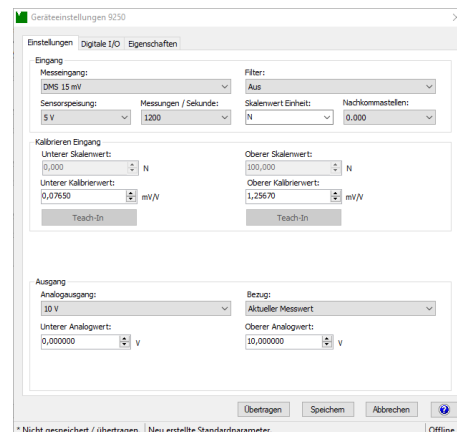 Geräteeinstellungen 9250
Einstellungen Digitale I/O Eigenschaften
Eingang
Messeingang: Filter:
DMS 15 mV Aus
Sensorspeisung: Messungen / Sekunde: Skalenwert Einheit: Nachkommastellen:
5 V 1200 N 0.000
Kalibrieren Eingang
Unterer Skalenwert: Oberer Skalenwert:
0,000 N 100,000 N
Unterer Kalibrierwert: Oberer Kalibrierwert:
0,07650 mV/V 1,25670 mV/V
Teach-In Teach-In
Ausgang
Analogausgang: Bezug:
10 V Aktueller Messwert
Unterer Analogwert: Oberer Analogwert:
0,000000 V 10,000000 V
Übertragen Speichern Abbrechen ?
* Nicht gespeichert / übertragen Neu erstellte Standardparameter Offline